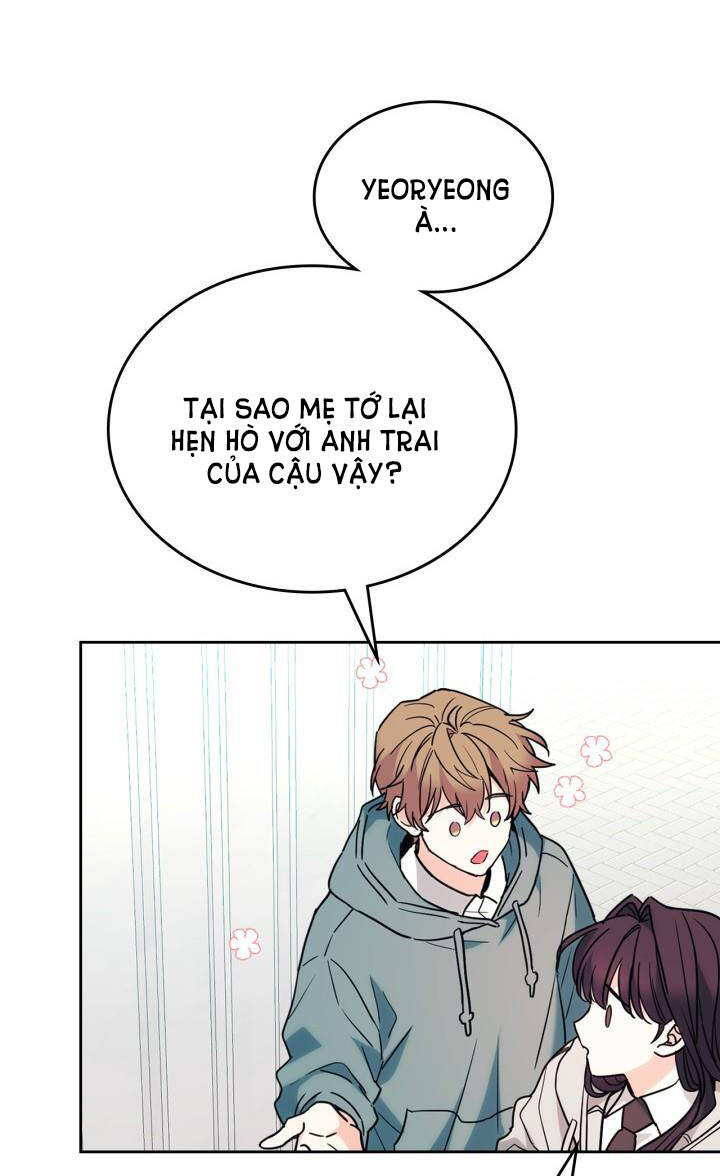 YEORYEONG
À...
TẠI SAO MẸ TỚ LẠI
HẸN HÒ VỚI ANH TRAI
CỦA CẬU VẬY?